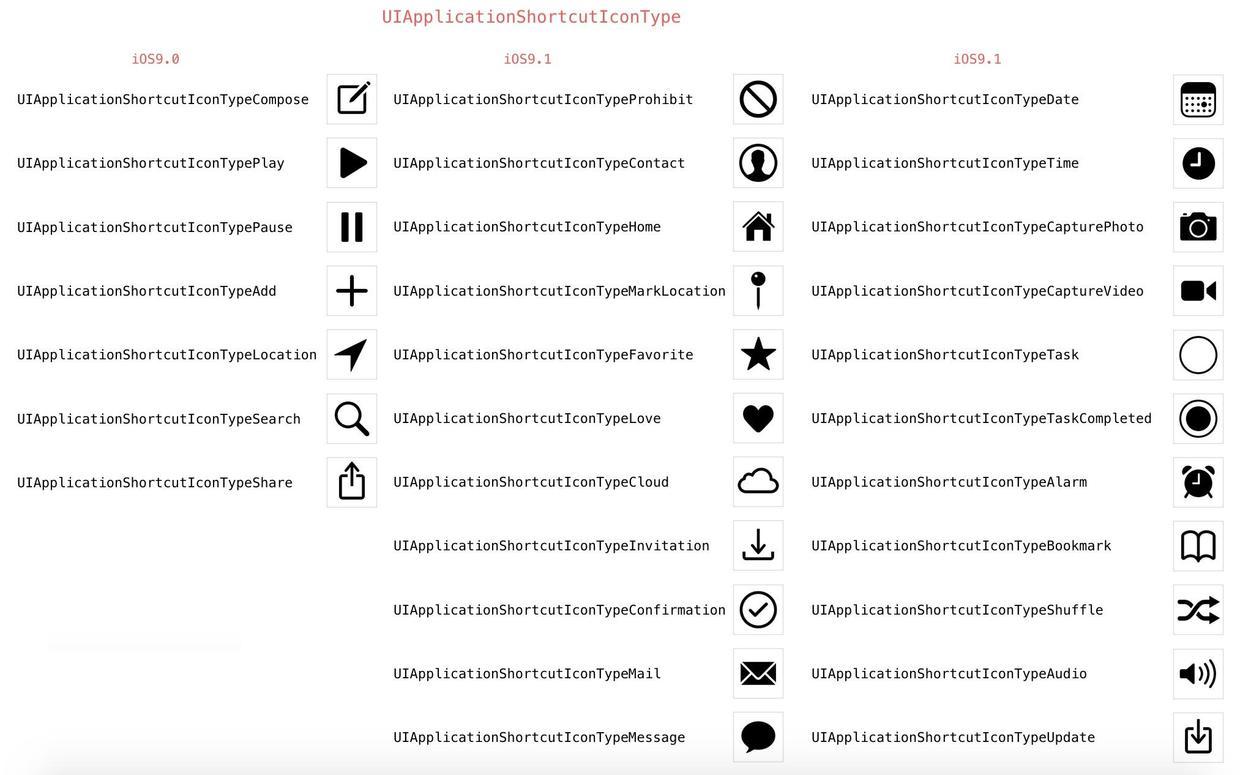 UIApplicationShortcutIconType
iOS9.0
UIApplicationShortcutIconTypeCompose
UIApplicationShortcutIconTypePlay
UIApplicationShortcutIconTypePause
UIApplicationShortcutIconTypeAdd
UIApplicationShortcutIconTypeLocation
UIApplicationShortcutIconTypeSearch
UIApplicationShortcutIconTypeShare
iOS9.1
UIApplicationShortcutIconTypeProhibit
UIApplicationShortcutIconTypeContact
UIApplicationShortcutIconTypeHome
UIApplicationShortcutIconTypeMarkLocation
UIApplicationShortcutIconTypeFavorite
UIApplicationShortcutIconTypeLove
UIApplicationShortcutIconTypeCloud
UIApplicationShortcutIconTypeInvitation
UIApplicationShortcutIconTypeConfirmation
UIApplicationShortcutIconTypeMail
UIApplicationShortcutIconTypeMessage
iOS9.1
UIApplicationShortcutIconTypeDate
UIApplicationShortcutIconTypeTime
UIApplicationShortcutIconTypeCapturePhoto
UIApplicationShortcutIconTypeCaptureVideo
UIApplicationShortcutIconTypeTask
UIApplicationShortcutIconTypeTaskCompleted
UIApplicationShortcutIconTypeAlarm
UIApplicationShortcutIconTypeBookmark
UIApplicationShortcutIconTypeShuffle
UIApplicationShortcutIconTypeAudio
UIApplicationShortcutIconTypeUpdate